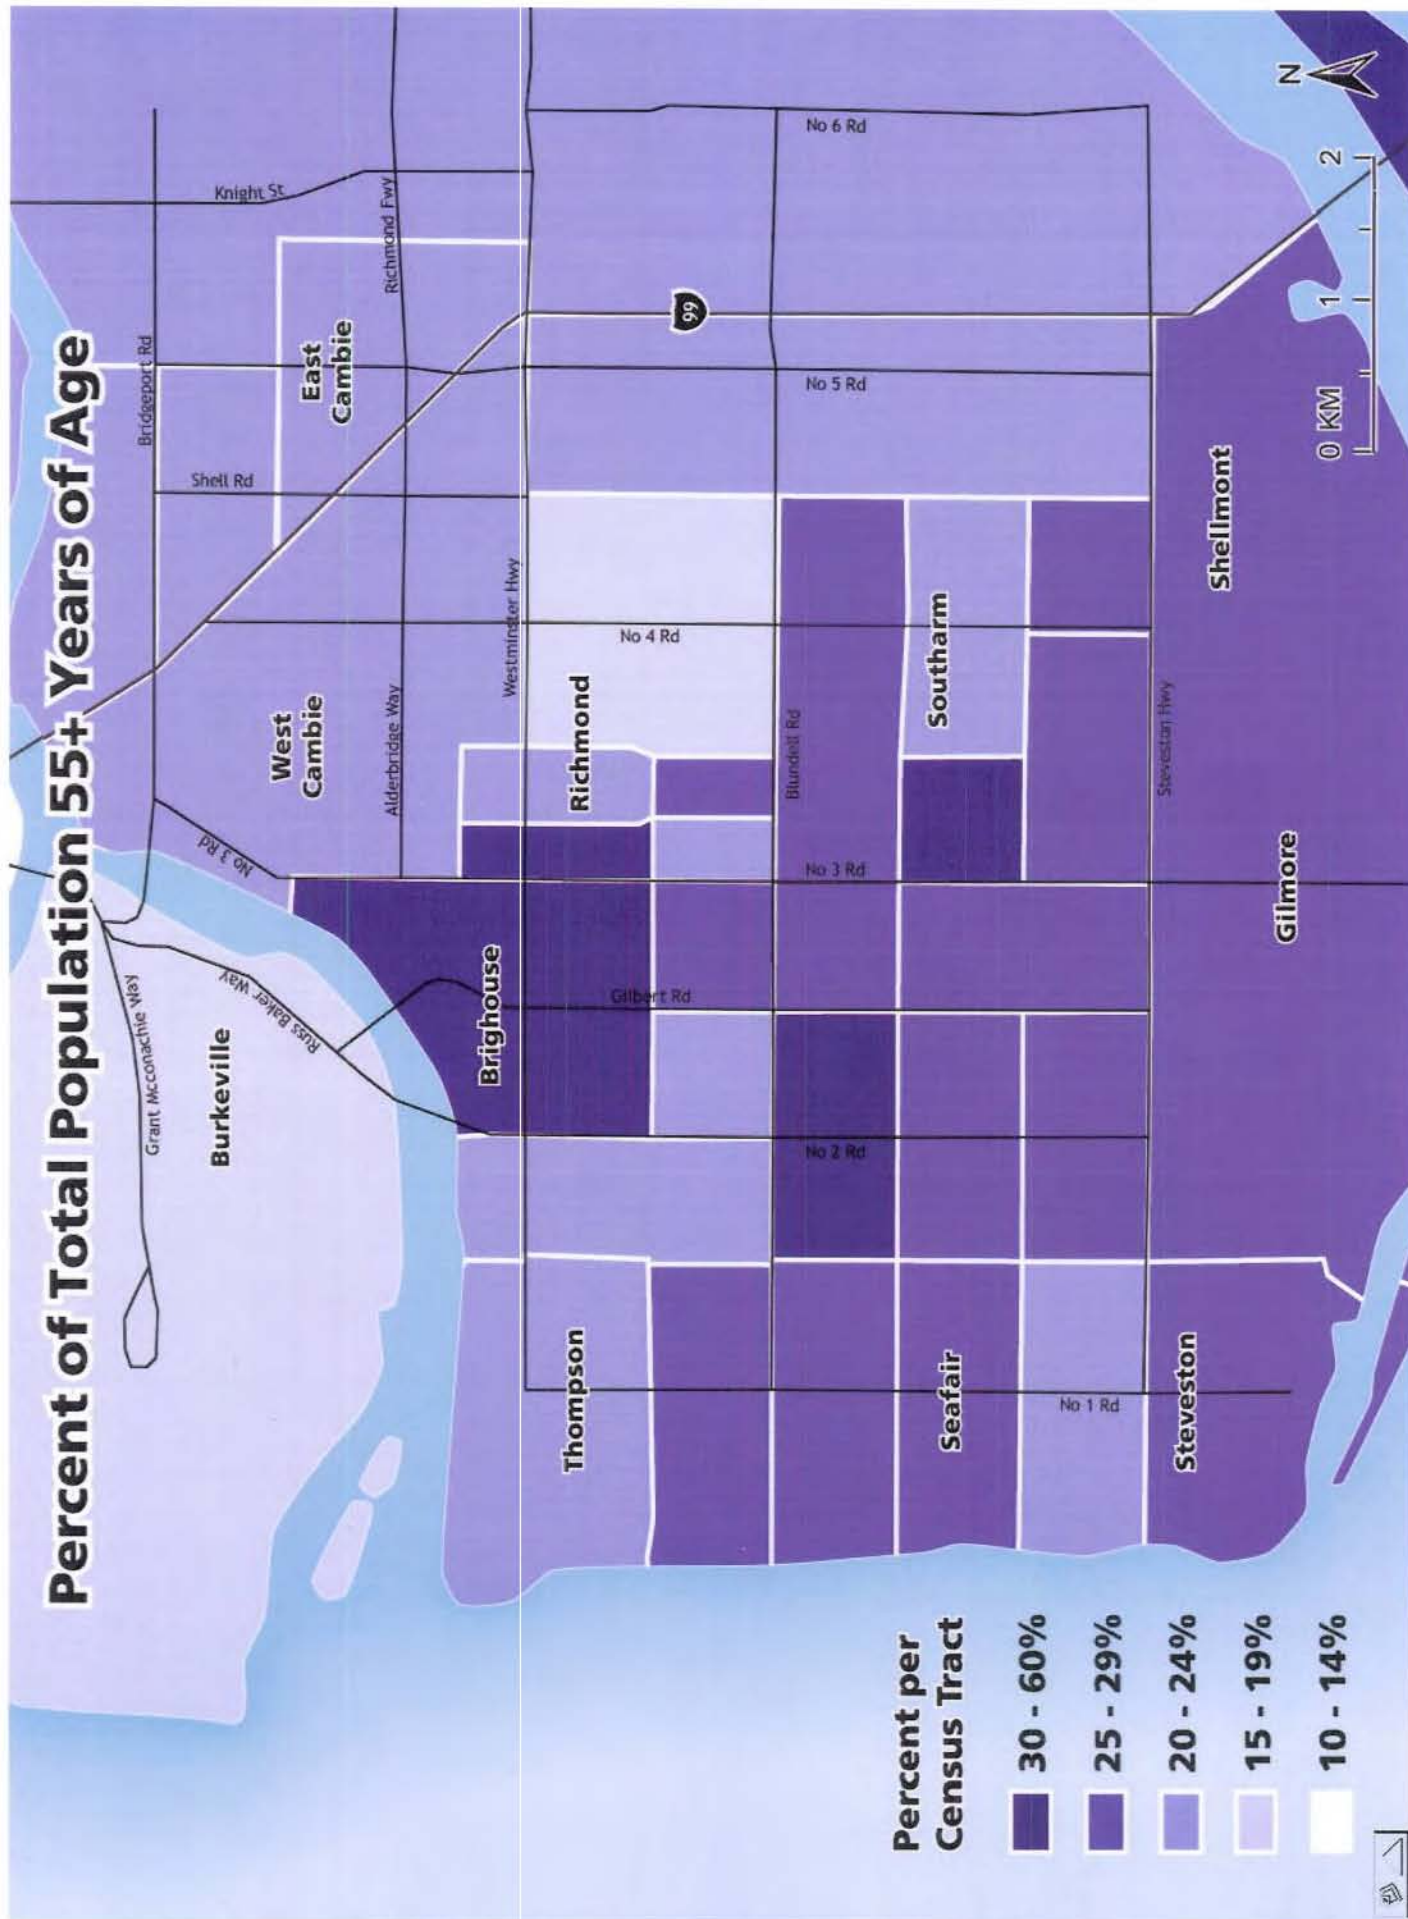 Percent of Total Population 55+ Years of Age
Knight St
Bridgeport Rd
Richmond Fwy
No 6 Rd
N
East
Cambie
Shell Rd
99
No 5 Rd
West
Cambie
Alderbridge Way
Westminster Hwy
No 4 Rd
Richmond
Blundell Rd
Southarm
Steveston Hwy
Shellmont
0 KM
1
2
No 3 Rd
No 3 Rd
Gilmore
Grant Mcconachie Way
Russ Baker Way
Burkeville
Brighouse
Gilbert Rd
No 2 Rd
Thompson
Seafair
No 1 Rd
Steveston
Percent per
Census Tract
30 - 60%
25 - 29%
20 - 24%
15 - 19%
10 - 14%